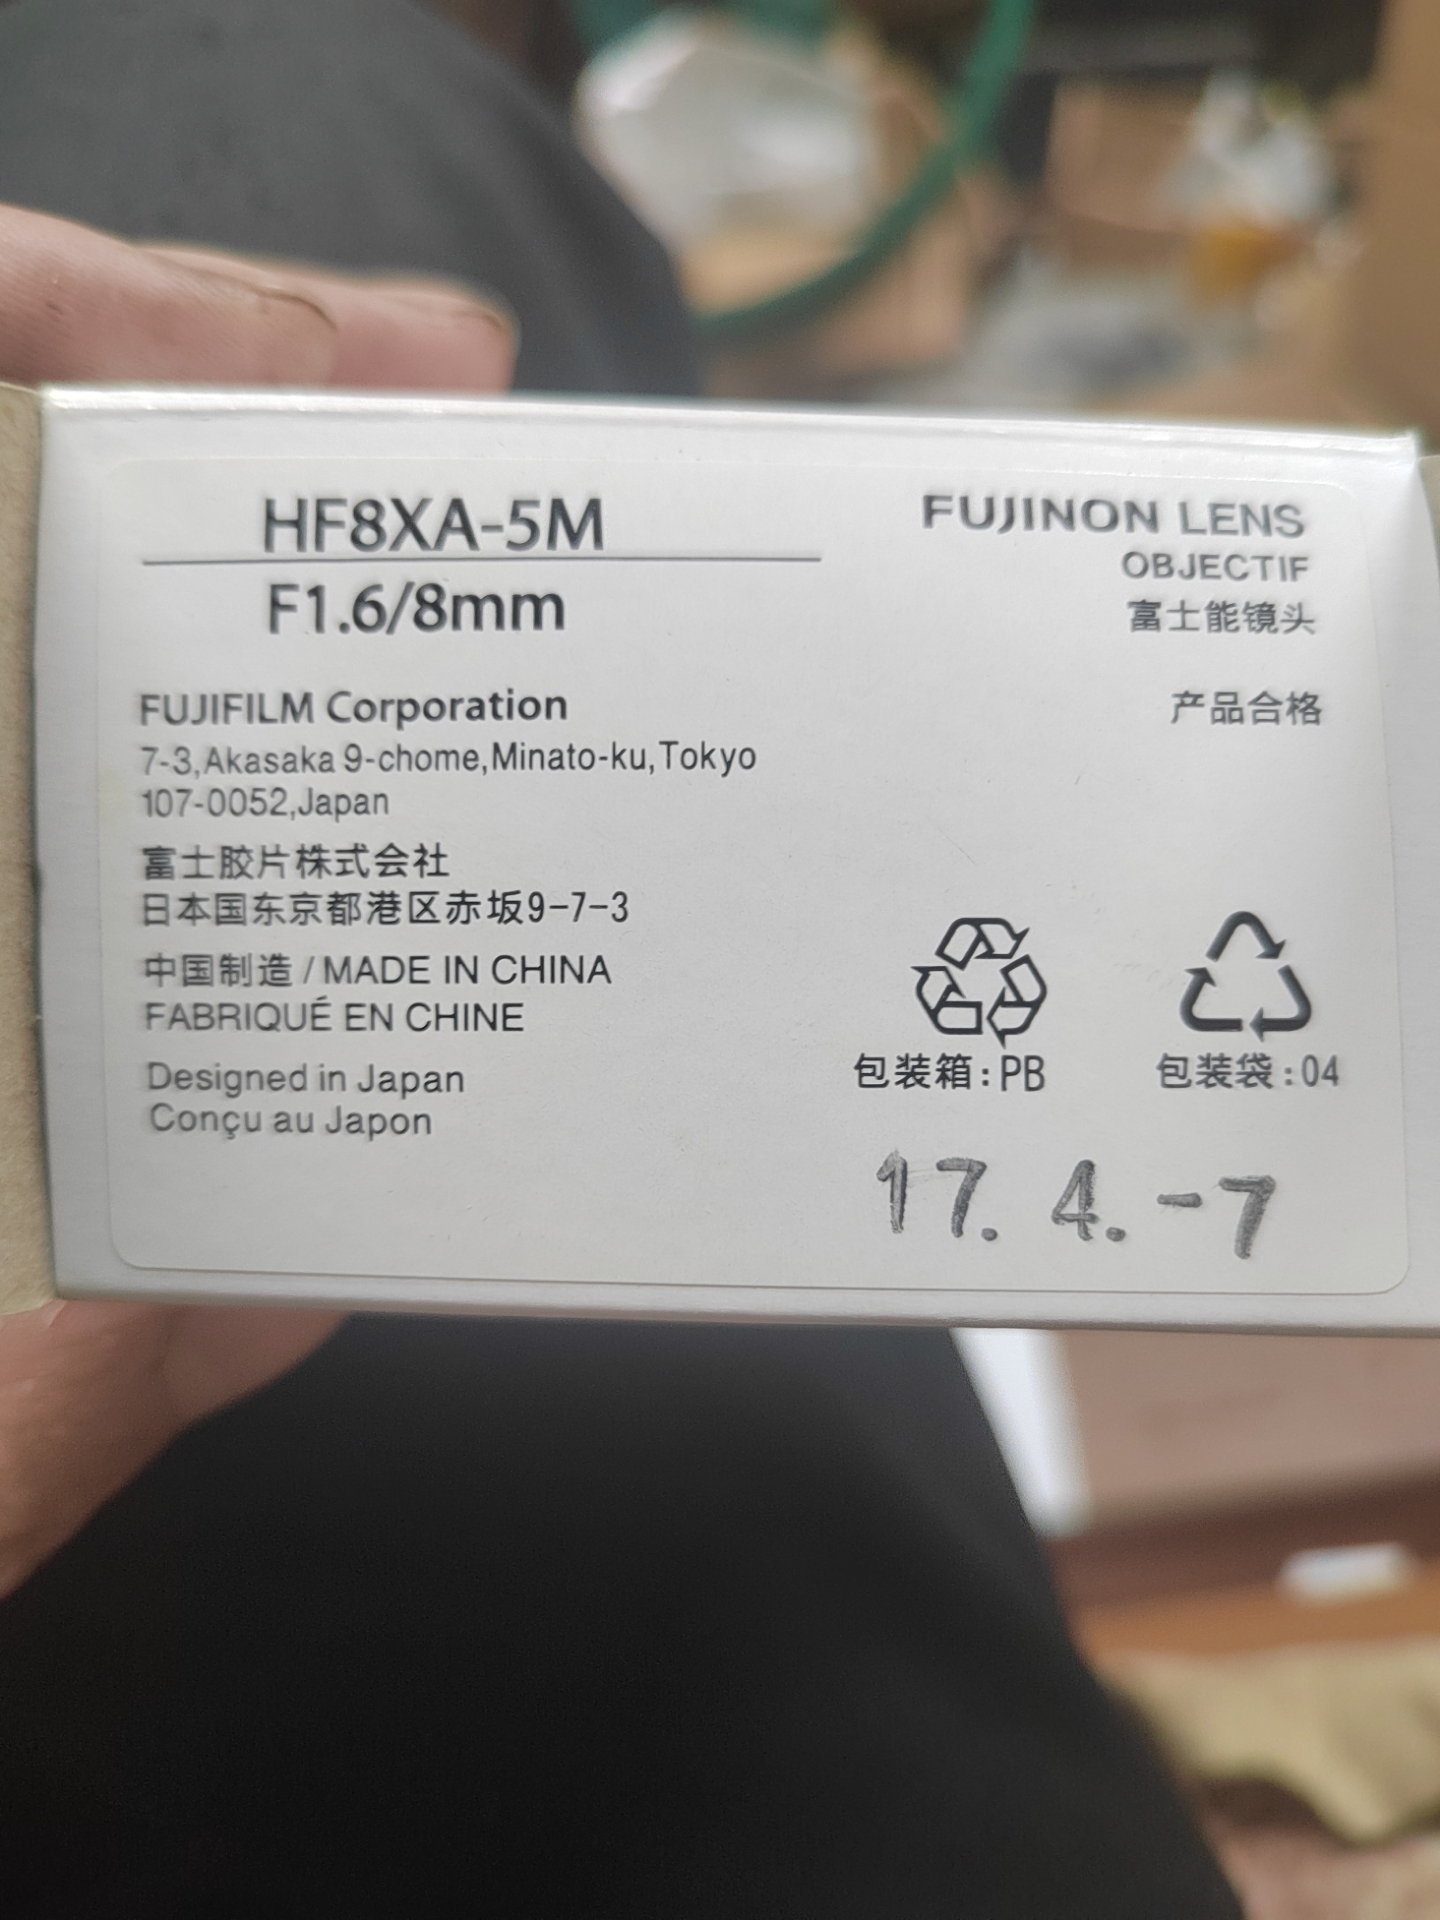 HF8XA-5M
F1.6/8mm
FUJINON LENS
OBJECTIF
富士能镜头
产品合格
FUJIFILM Corporation
7-3,Akasaka 9-chome,Minato-ku,Tokyo
107-0052,Japan
富士胶片株式会社
日本国东京都港区赤坂9-7-3
中国制造 / MADE IN CHINA
FABRIQUÉ EN CHINE
Designed in Japan
Conçu au Japon
包装箱:PB
包装袋:04
17. 4. -7